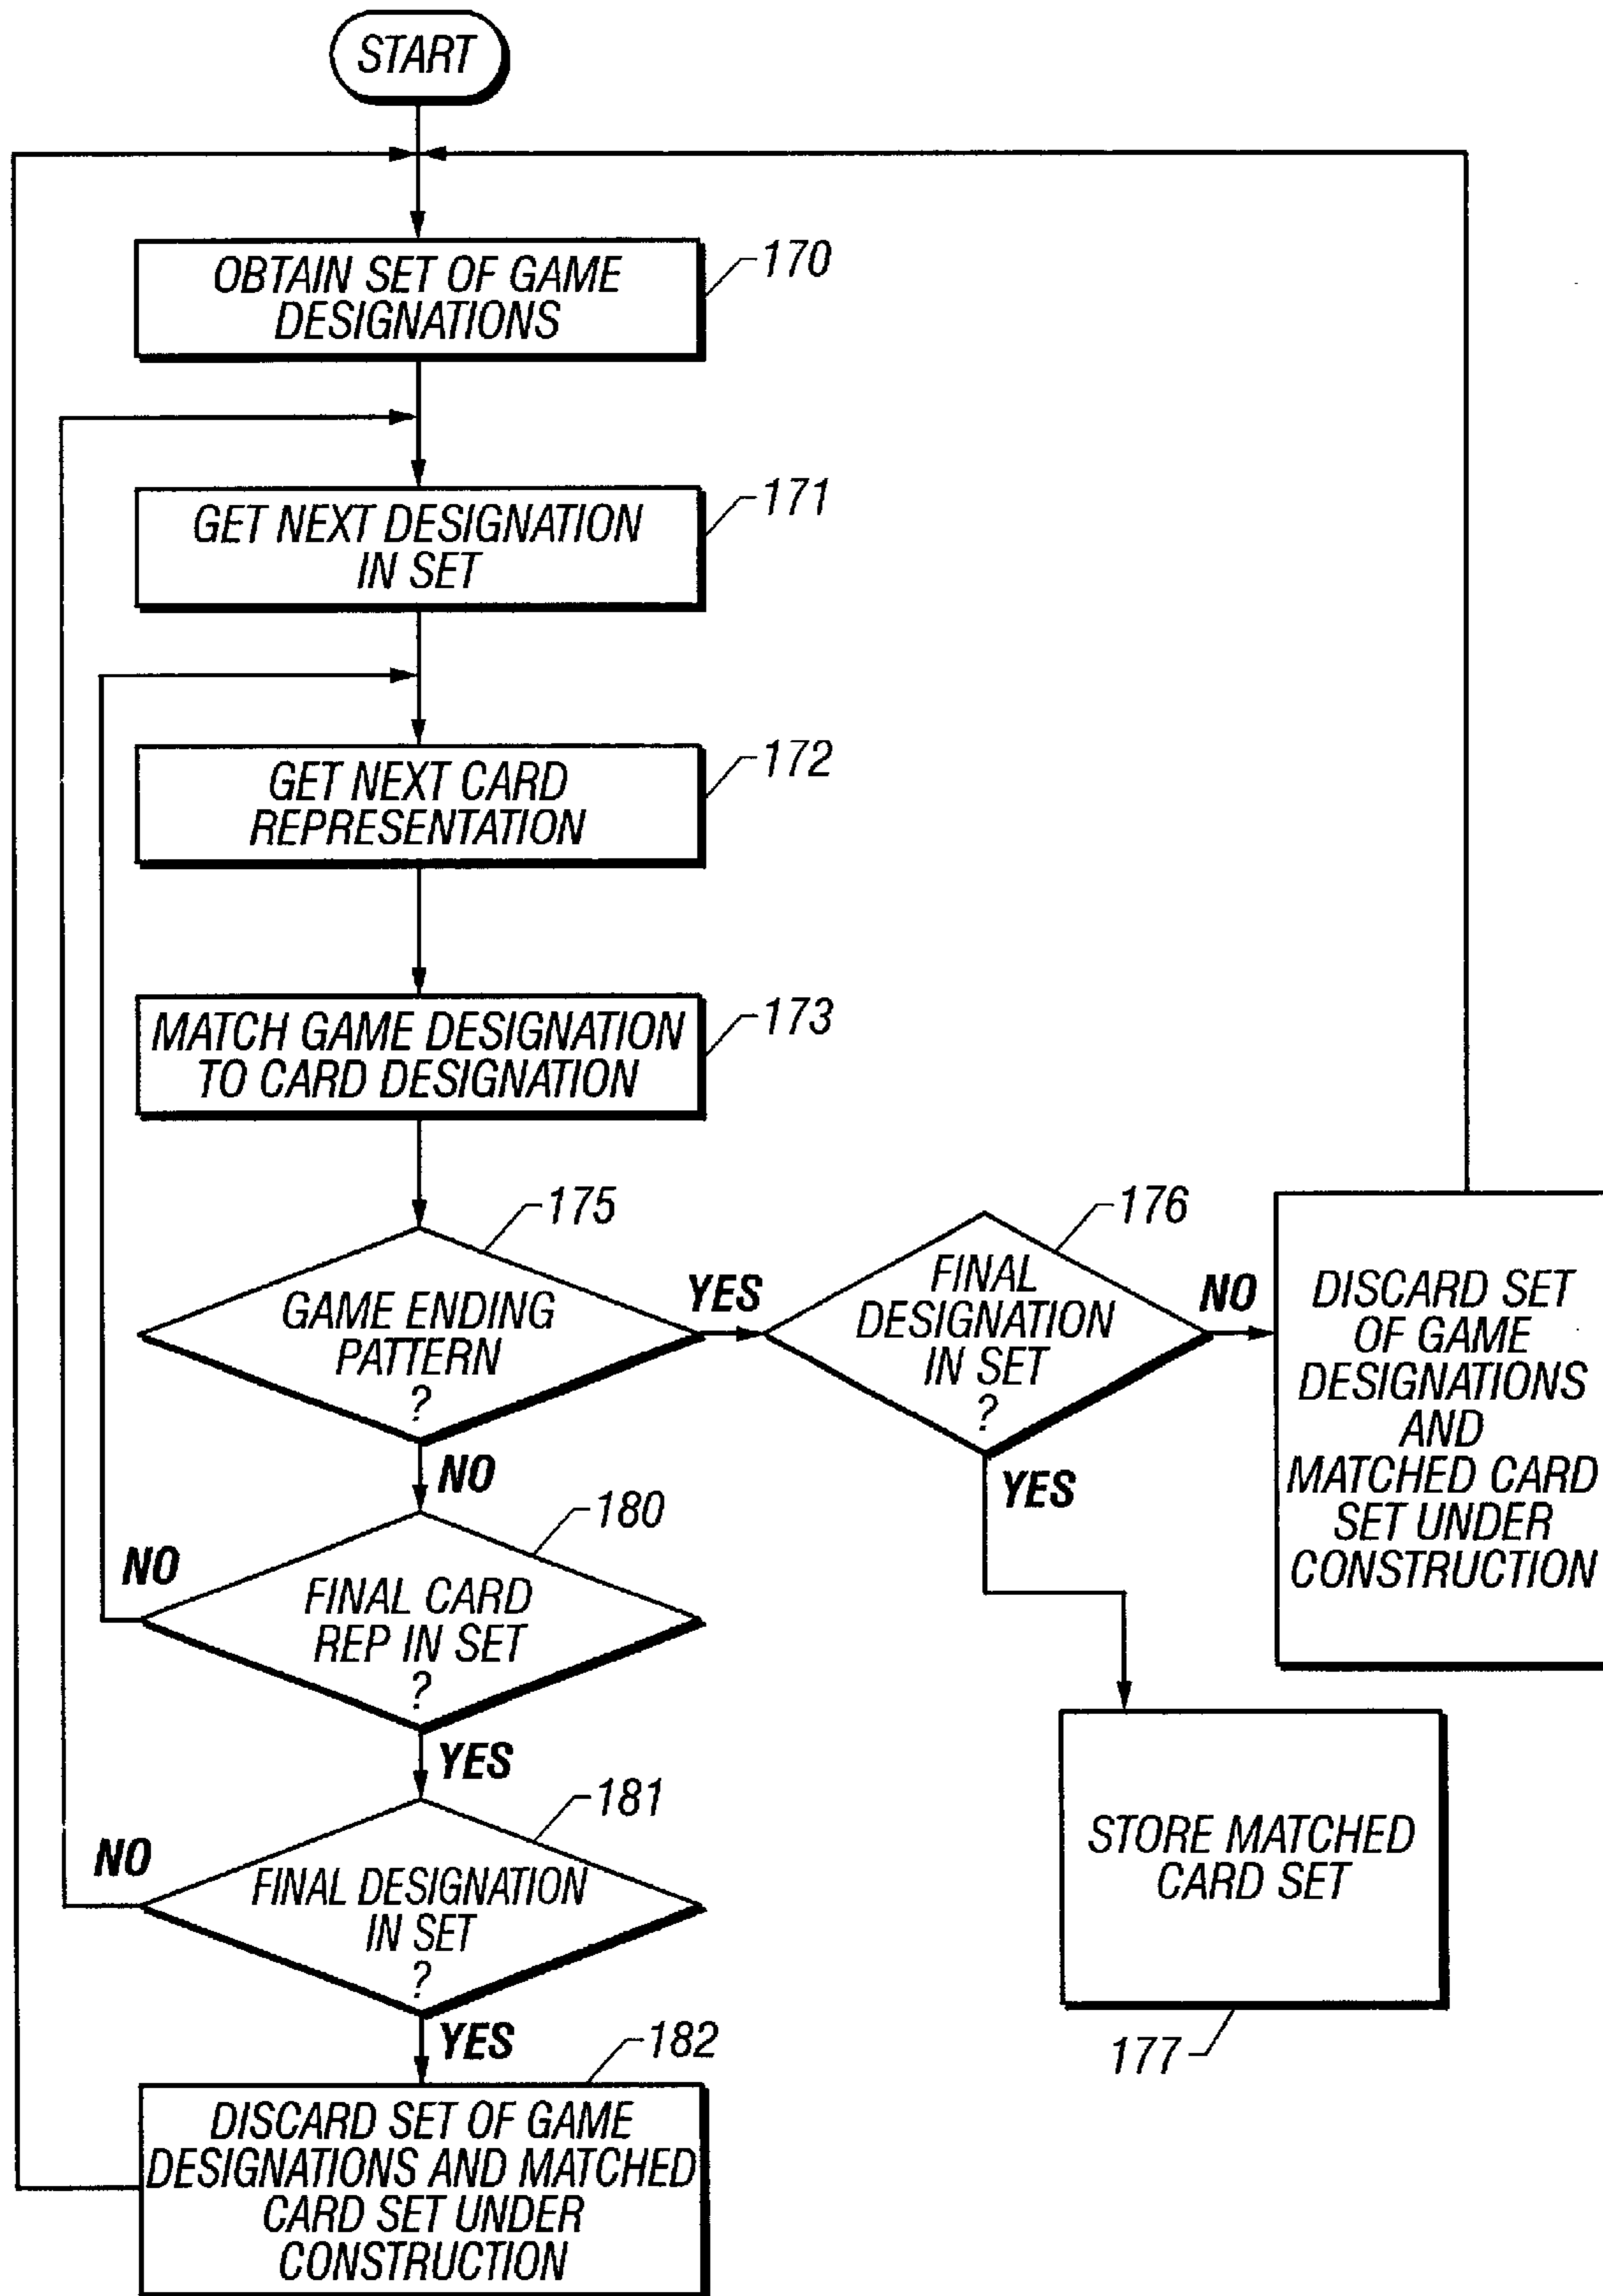 START
OBTAIN SET OF GAME
DESIGNATIONS
170
GET NEXT DESIGNATION
IN SET
171
GET NEXT CARD
REPRESENTATION
172
MATCH GAME DESIGNATION
TO CARD DESIGNATION
173
GAME ENDING
PATTERN
?
175
YES
NO
FINAL
DESIGNATION
IN SET
?
176
NO
YES
DISCARD SET
OF GAME
DESIGNATIONS
AND
MATCHED CARD
SET UNDER
CONSTRUCTION
STORE MATCHED
CARD SET
177
FINAL CARD
REP IN SET
?
180
NO
YES
FINAL DESIGNATION
IN SET
?
181
NO
YES
DISCARD SET OF GAME
DESIGNATIONS AND MATCHED
CARD SET UNDER
CONSTRUCTION
182